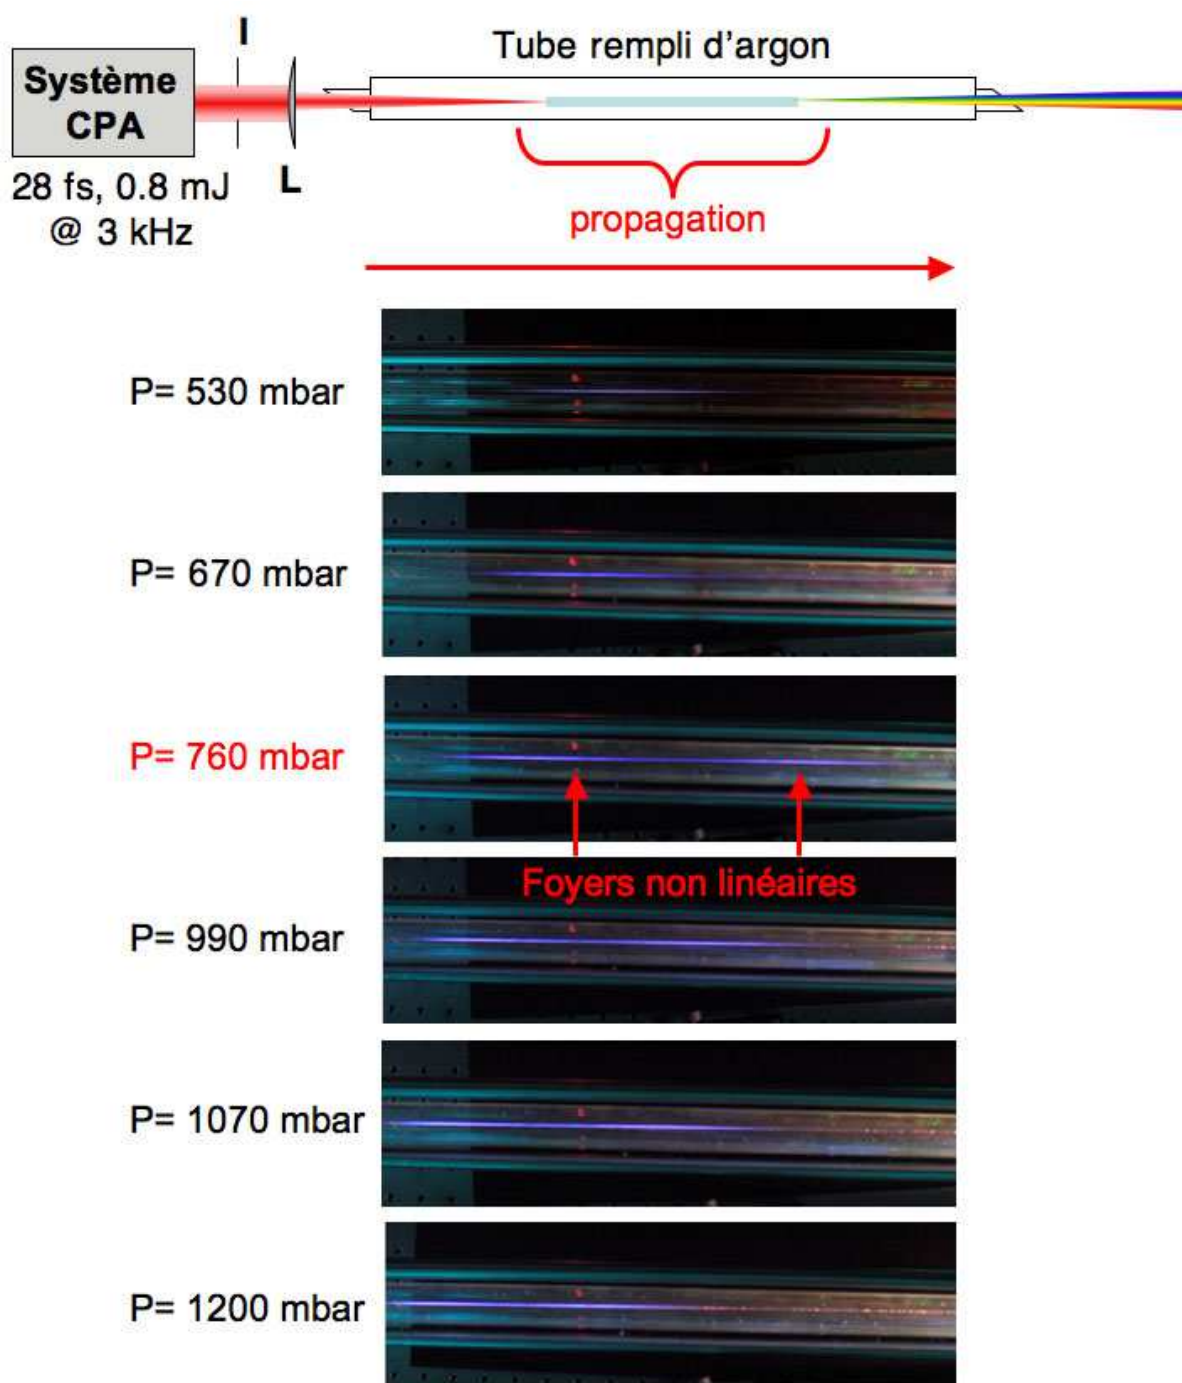 I
Tube rempli d'argon
Système
CPA
28 fs, 0.8 mJ
@ 3 kHz
L
propagation
P= 530 mbar
P= 670 mbar
P= 760 mbar
Foyers non linéaires
P= 990 mbar
P= 1070 mbar
P= 1200 mbar